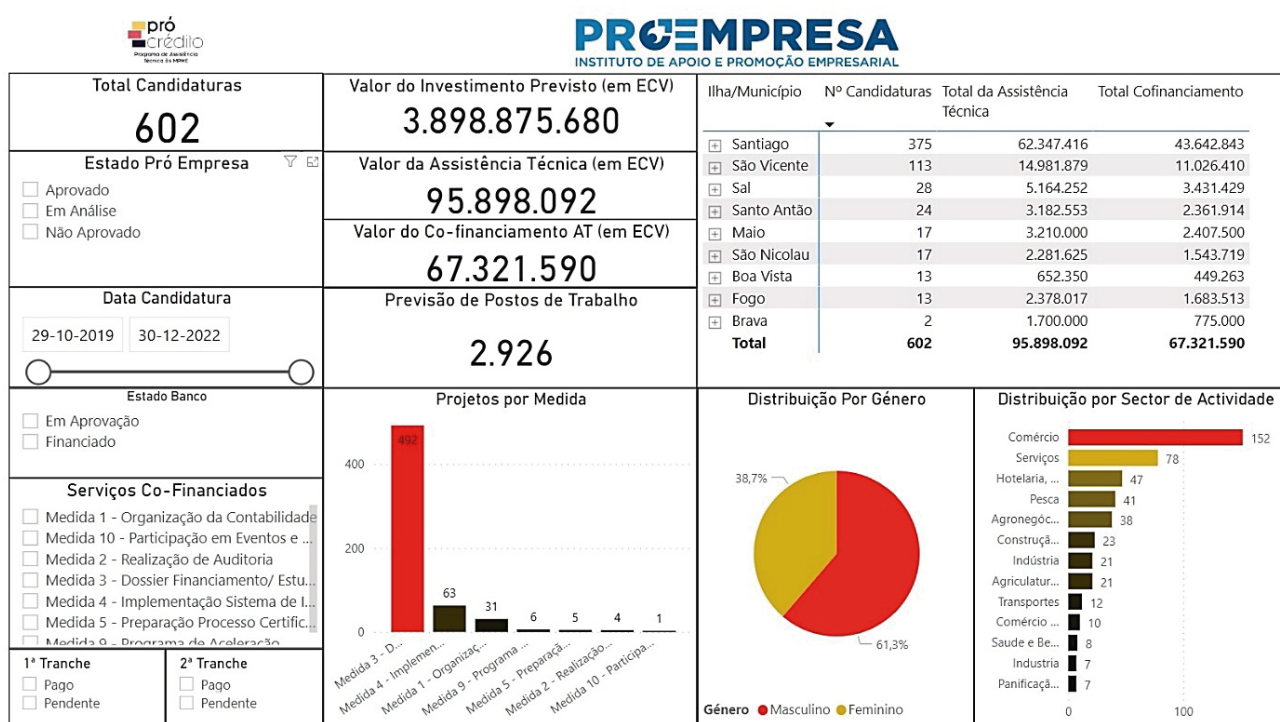 pró
crédito
Programa de Assistência
Técnica às MPME
PROEMPRESA
INSTITUTO DE APOIO E PROMOÇÃO EMPRESARIAL
Total Candidaturas
602
Estado Pró Empresa
Aprovado
Em Análise
Não Aprovado
Data Candidatura
29-10-2019 30-12-2022
Estado Banco
Em Aprovação
Financiado
Serviços Co-Financiados
Medida 1 - Organização da Contabilidade
Medida 10 - Participação em Eventos e ...
Medida 2 - Realização de Auditoria
Medida 3 - Dossier Financiamento/ Estu...
Medida 4 - Implementação Sistema de I...
Medida 5 - Preparação Processo Certific...
Medida 9 - Programa de Aceleração
1ª Tranche
Pago
Pendente
2ª Tranche
Pago
Pendente
Valor do Investimento Previsto (em ECV)
3.898.875.680
Valor da Assistência Técnica (em ECV)
95.898.092
Valor do Co-financiamento AT (em ECV)
67.321.590
Previsão de Postos de Trabalho
2.926
Ilha/Município Nº Candidaturas Total da Assistência Técnica Total Cofinanciamento
Santiago 375 62.347.416 43.642.843
São Vicente 113 14.981.879 11.026.410
Sal 28 5.164.252 3.431.429
Santo Antão 24 3.182.553 2.361.914
Maio 17 3.210.000 2.407.500
São Nicolau 17 2.281.625 1.543.719
Boa Vista 13 652.350 449.263
Fogo 13 2.378.017 1.683.513
Brava 2 1.700.000 775.000
Total 602 95.898.092 67.321.590
Projetos por Medida
400
200
0
492
63
31
6
5
4
1
Medida 3 - D...
Medida 4 - Implemen...
Medida 1 - Organizaç...
Medida 9 - Programa ...
Medida 5 - Preparaçã...
Medida 2 - Realização...
Medida 10 - Participa...
Distribuição Por Género
38,7%
61,3%
Género Masculino Feminino
Distribuição por Sector de Actividade
Comércio 152
Serviços 78
Hotelaria, ... 47
Pesca 41
Agronegóc... 38
Construçã... 23
Indústria 21
Agriculatur... 21
Transportes 12
Comércio ... 10
Saude e Be... 8
Industria 7
Panificaçã... 7
0 100